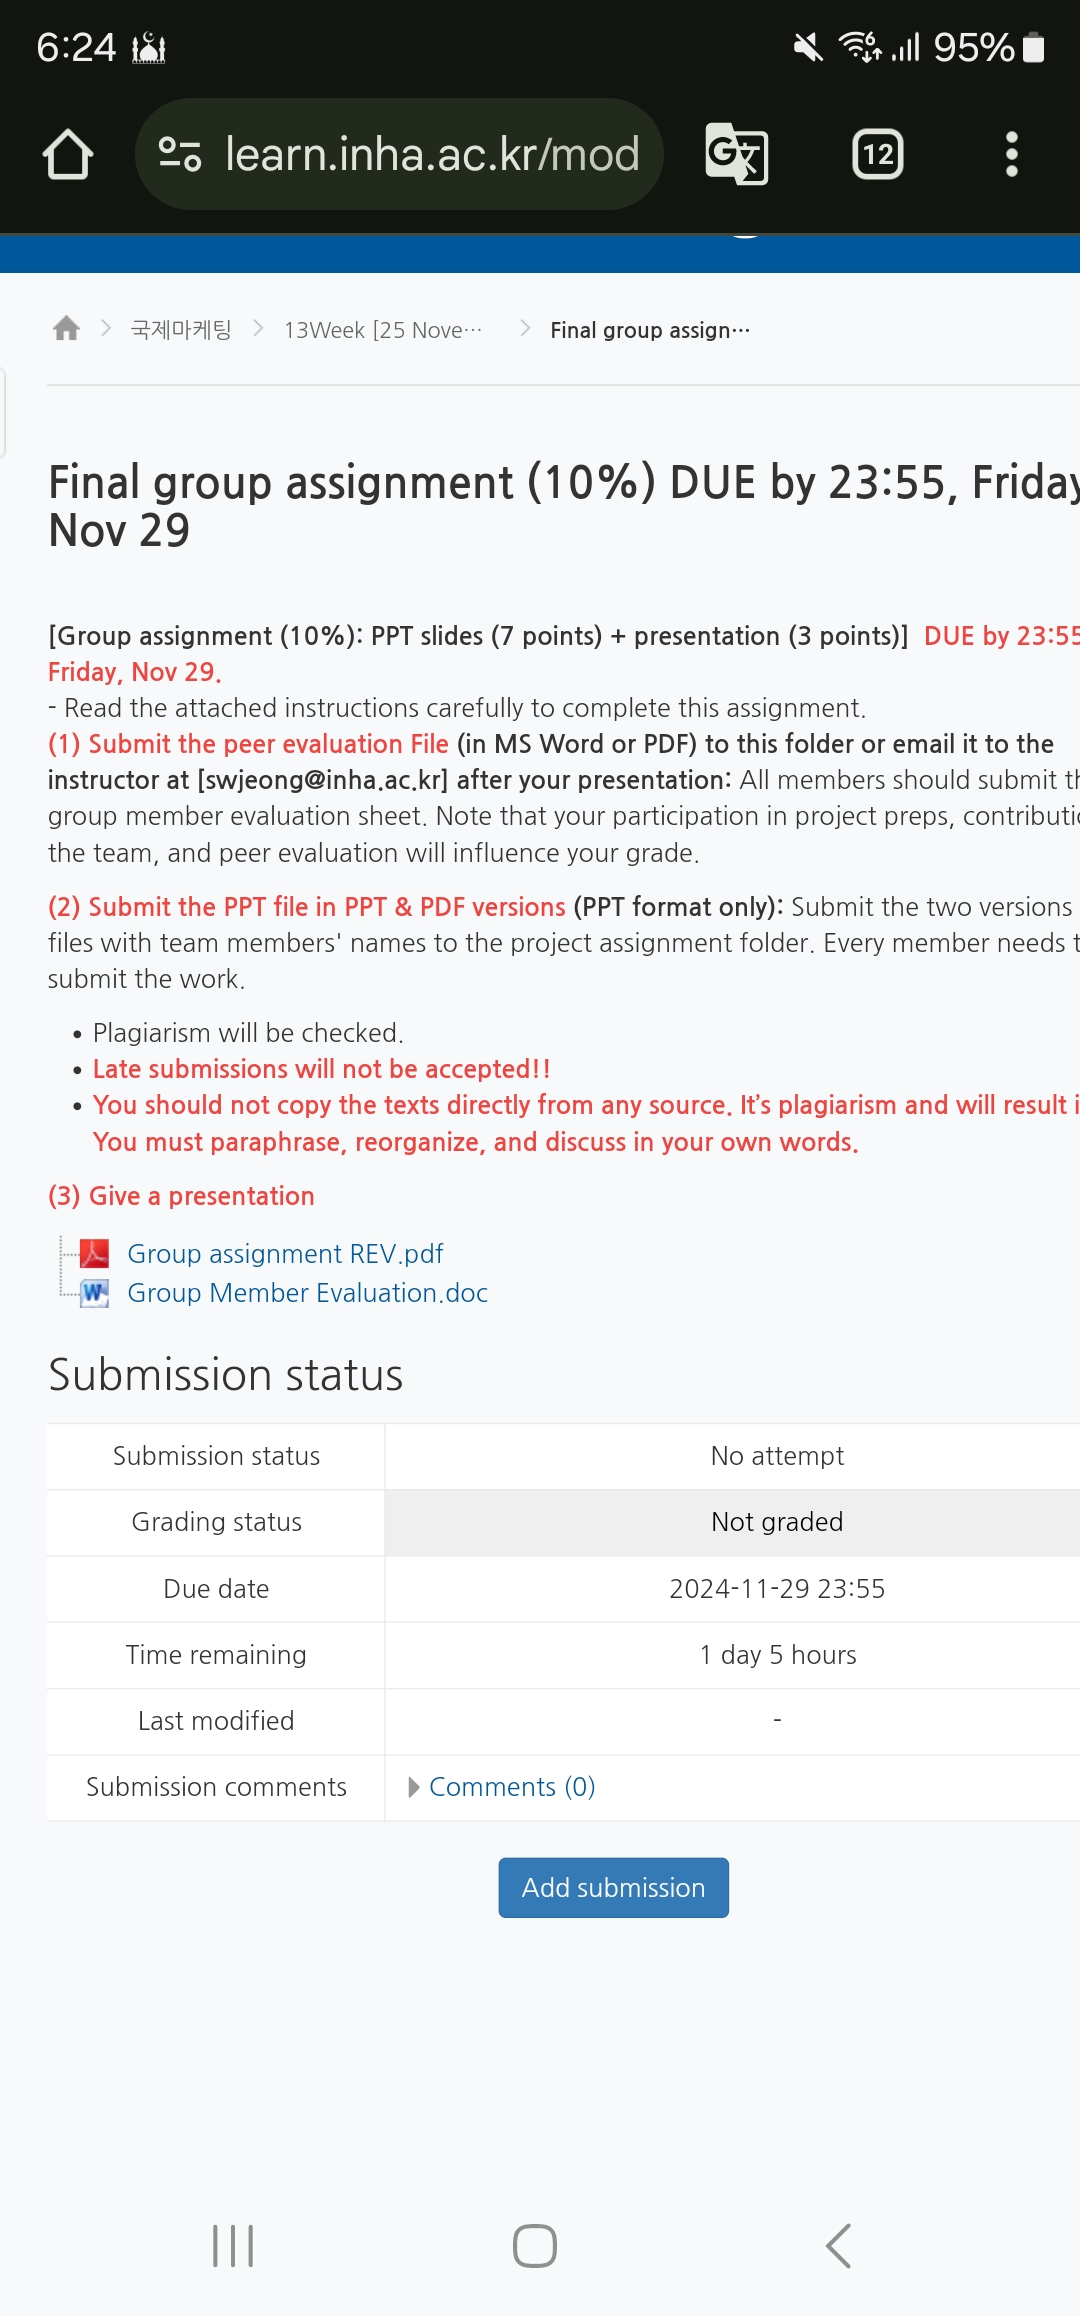 6:24
6
95%
learn.inha.ac.kr/mod
G
12
국제마케팅
13Week [25 Nove···
Final group assign···
Final group assignment (10%) DUE by 23:55, Friday
Nov 29
[Group assignment (10%): PPT slides (7 points) + presentation (3 points)] DUE by 23:55
Friday, Nov 29.
- Read the attached instructions carefully to complete this assignment.
(1) Submit the peer evaluation File (in MS Word or PDF) to this folder or email it to the
instructor at [swjeong@inha.ac.kr] after your presentation: All members should submit th
group member evaluation sheet. Note that your participation in project preps, contributio
the team, and peer evaluation will influence your grade.
(2) Submit the PPT file in PPT & PDF versions (PPT format only): Submit the two versions
files with team members' names to the project assignment folder. Every member needs t
submit the work.
• Plagiarism will be checked.
• Late submissions will not be accepted!!
• You should not copy the texts directly from any source. It’s plagiarism and will result i
You must paraphrase, reorganize, and discuss in your own words.
(3) Give a presentation
Group assignment REV.pdf
Group Member Evaluation.doc
Submission status
Submission status
No attempt
Grading status
Not graded
Due date
2024-11-29 23:55
Time remaining
1 day 5 hours
Last modified
-
Submission comments
Comments (0)
Add submission